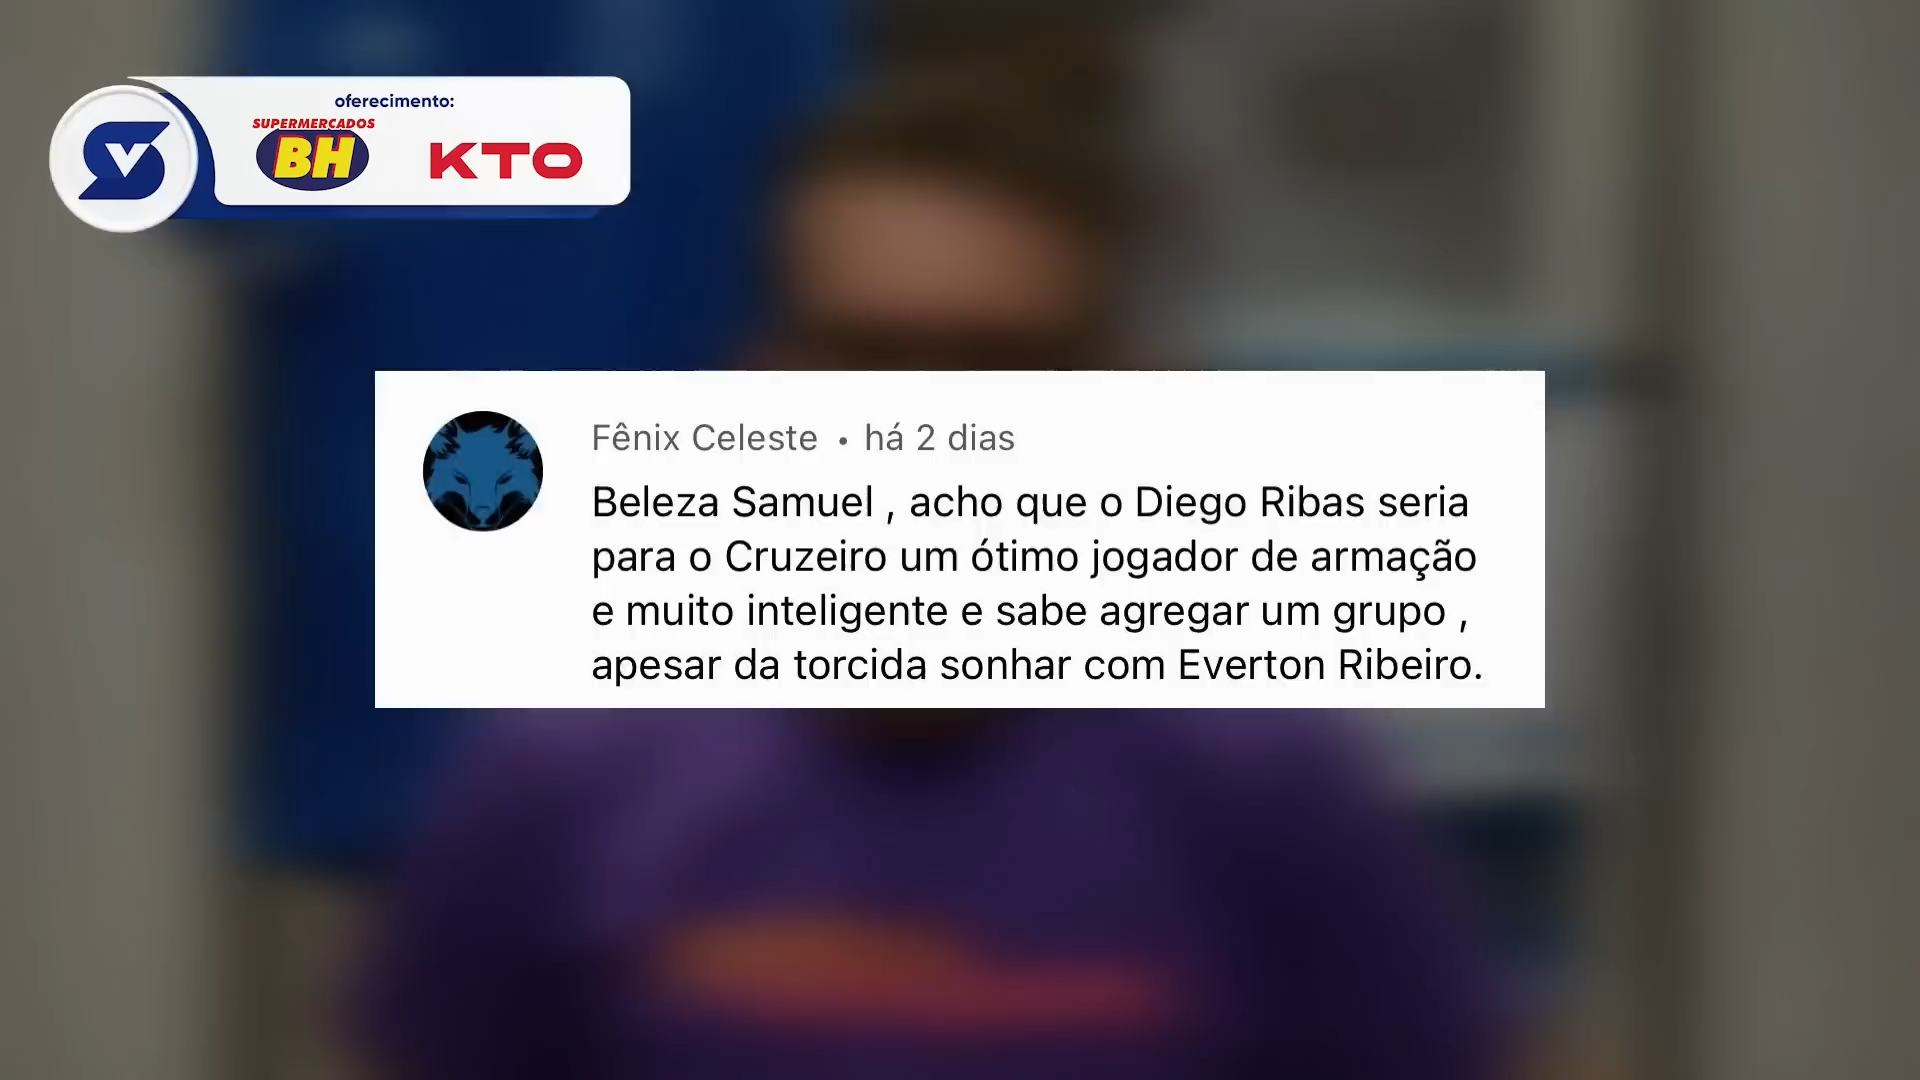 oferecimento:
SUPERMERCADOS
BH
KTO
Fênix Celeste • há 2 dias
Beleza Samuel , acho que o Diego Ribas seria
para o Cruzeiro um ótimo jogador de armação
e muito inteligente e sabe agregar um grupo ,
apesar da torcida sonhar com Everton Ribeiro.